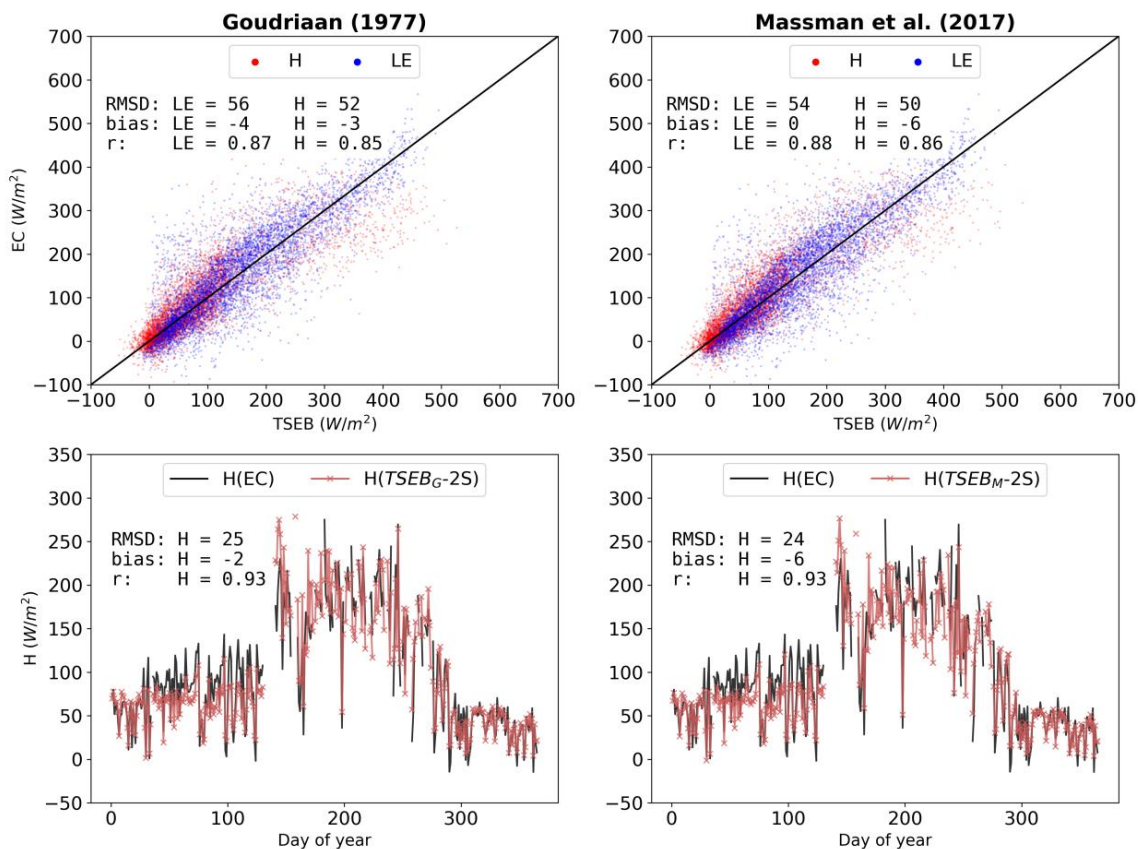 Goudriaan (1977)
Massman et al. (2017)
H LE
RMSD: LE = 56 H = 52
bias: LE = -4 H = -3
r: LE = 0.87 H = 0.85
EC (W/m²)
700
600
500
400
300
200
100
0
−100
−100 0 100 200 300 400 500 600 700
TSEB (W/m²)
H LE
RMSD: LE = 54 H = 50
bias: LE = 0 H = -6
r: LE = 0.88 H = 0.86
700
600
500
400
300
200
100
0
−100
−100 0 100 200 300 400 500 600 700
TSEB (W/m²)
H(EC) H(TSEB_G-2S)
RMSD: H = 25
bias: H = -2
r: H = 0.93
H (W/m²)
350
300
250
200
150
100
50
0
−50
0 100 200 300
Day of year
H(EC) H(TSEB_M-2S)
RMSD: H = 24
bias: H = -6
r: H = 0.93
350
300
250
200
150
100
50
0
−50
0 100 200 300
Day of year